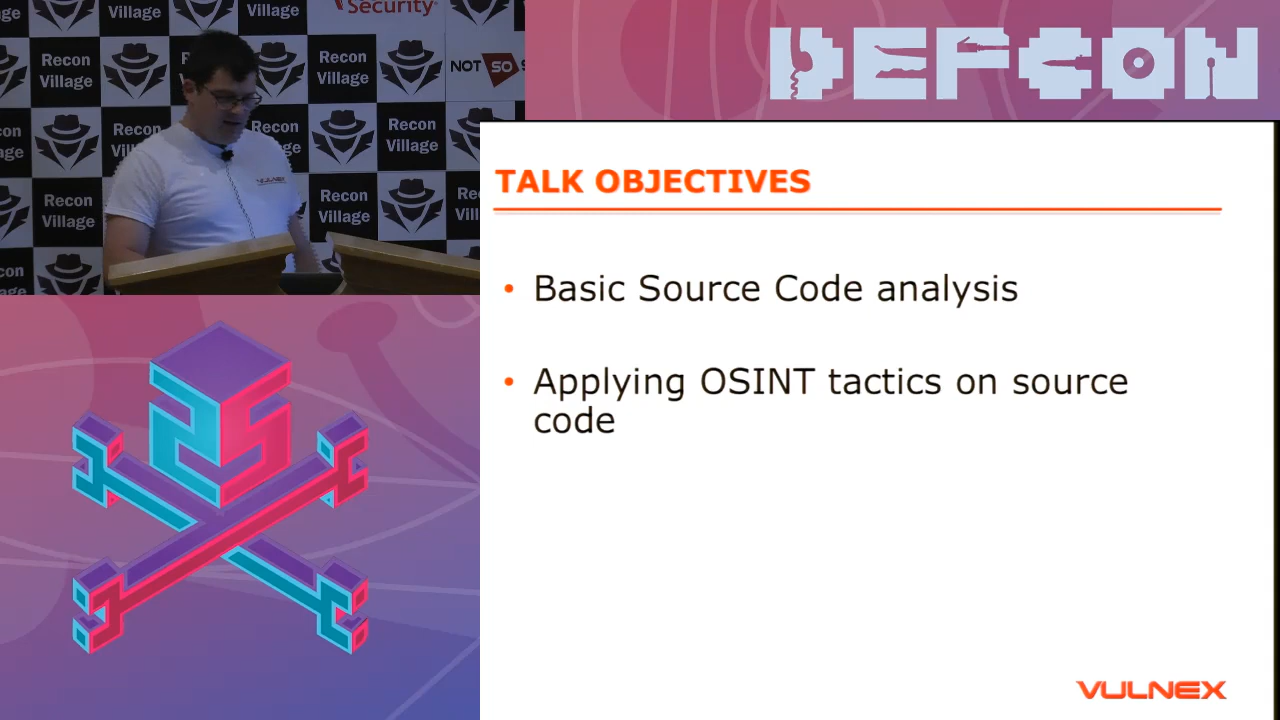 Security
Village
Village
Village
Recon
Village
Recon
Village
NOT SO
Recon
Village
Recon
Recon
Village
Recon
Village
Recon
Village
DEFCON
TALK OBJECTIVES
• Basic Source Code analysis
• Applying OSINT tactics on source
code
VULNEX